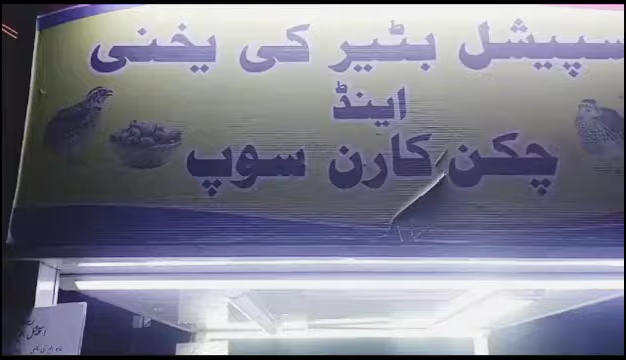 سپیشل بٹیر کی یخنی
اینڈ
چکن کارن سوپ